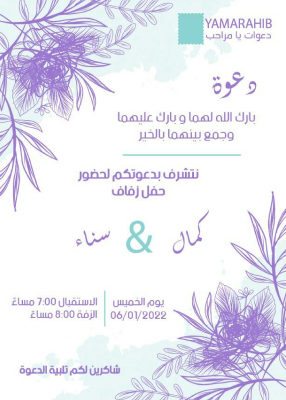 YAMARAHIB
دعوات يا مراحب
دعوة
بارك الله لهما و بارك عليهما
وجمع بينهما بالخير
نتشرف بدعوتكم لحضور
حفل زفاف
كمال & سناء
يوم الخميس
06/01/2022
الاستقبال 7:00 مساءً
الزفة 8:00 مساءً
شاكرين لكم تلبية الدعوة